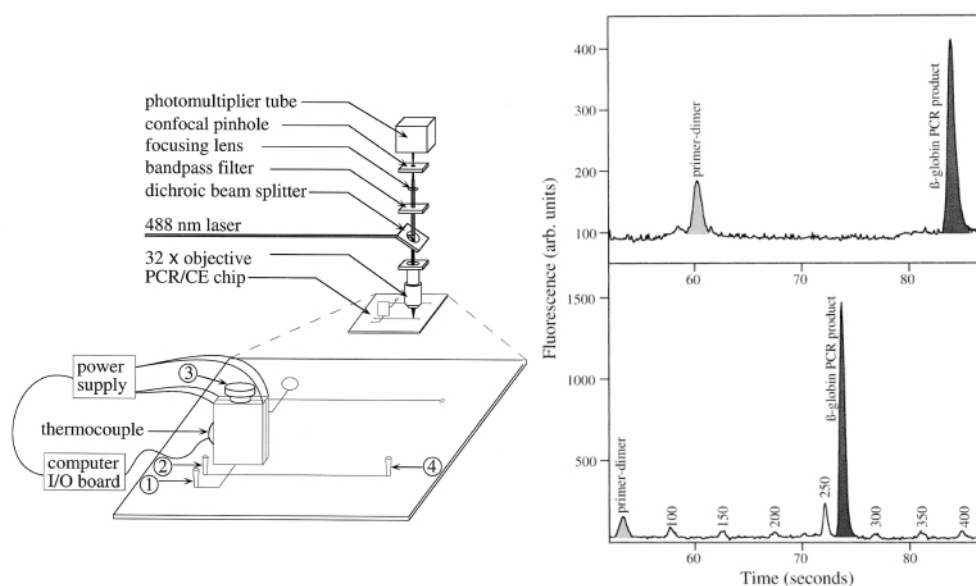 photomultiplier tube
confocal pinhole
focusing lens
bandpass filter
dichroic beam splitter
488 nm laser
32 x objective
PCR/CE chip
power
supply
thermocouple
computer
I/O board
3
2
1
4
Fluorescence (arb. units)
400
300
200
100
primer-dimer
ß-globin PCR product
60
70
80
1500
1000
500
primer-dimer
100
150
200
250
ß-globin PCR product
300
350
400
60
70
80
Time (seconds)